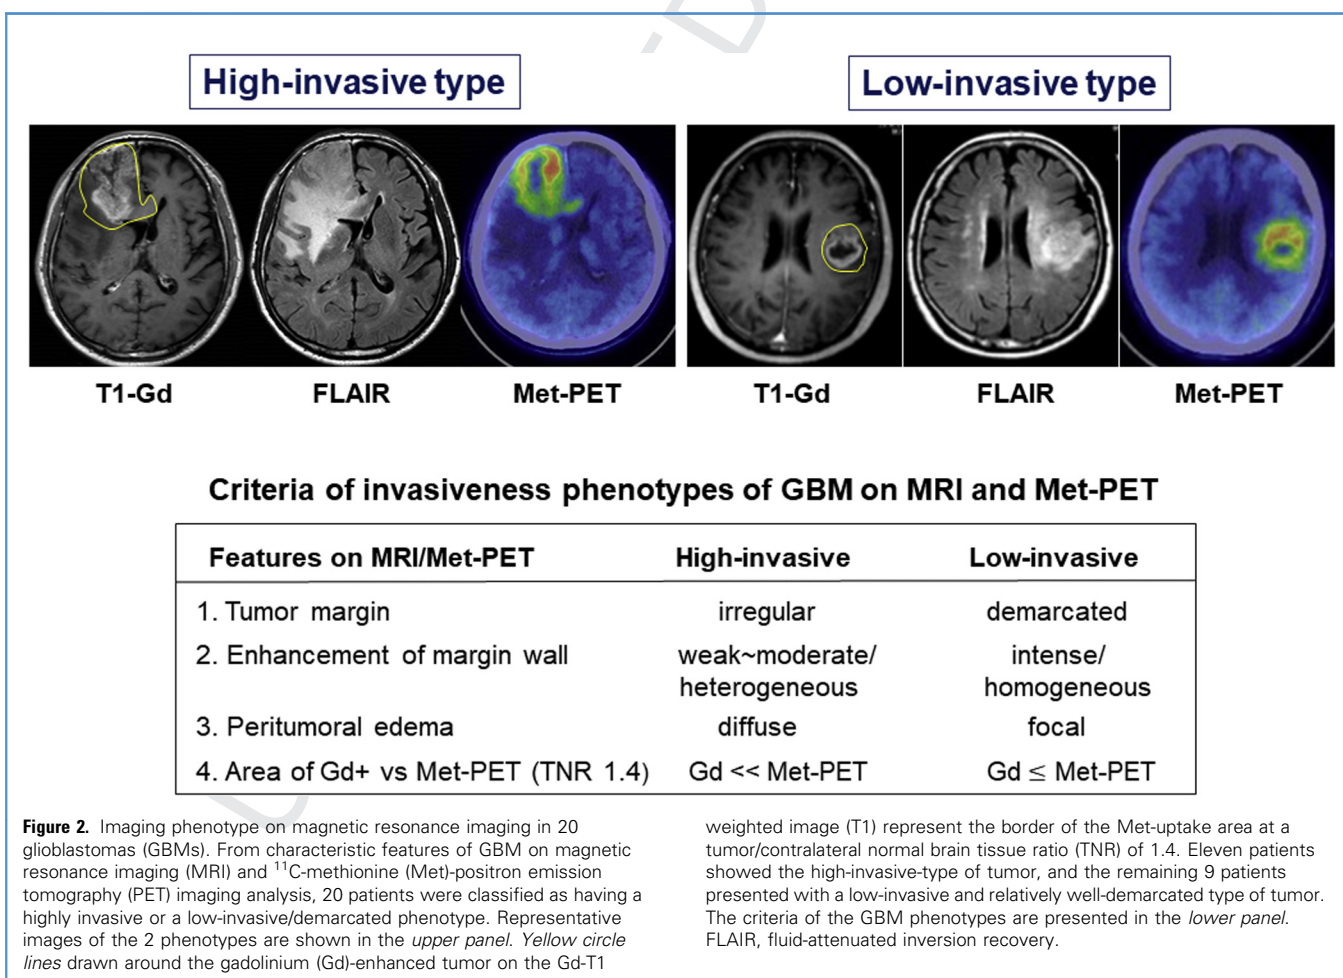 High-invasive type
Low-invasive type
T1-Gd
FLAIR
Met-PET
T1-Gd
FLAIR
Met-PET
Criteria of invasiveness phenotypes of GBM on MRI and Met-PET
Features on MRI/Met-PET High-invasive Low-invasive
1. Tumor margin irregular demarcated
2. Enhancement of margin wall weak~moderate/ intense/
heterogeneous homogeneous
3. Peritumoral edema diffuse focal
4. Area of Gd+ vs Met-PET (TNR 1.4) Gd << Met-PET Gd ≤ Met-PET
Figure 2. Imaging phenotype on magnetic resonance imaging in 20
glioblastomas (GBMs). From characteristic features of GBM on magnetic
resonance imaging (MRI) and ¹¹C-methionine (Met)-positron emission
tomography (PET) imaging analysis, 20 patients were classified as having a
highly invasive or a low-invasive/demarcated phenotype. Representative
images of the 2 phenotypes are shown in the upper panel. Yellow circle
lines drawn around the gadolinium (Gd)-enhanced tumor on the Gd-T1
weighted image (T1) represent the border of the Met-uptake area at a
tumor/contralateral normal brain tissue ratio (TNR) of 1.4. Eleven patients
showed the high-invasive-type of tumor, and the remaining 9 patients
presented with a low-invasive and relatively well-demarcated type of tumor.
The criteria of the GBM phenotypes are presented in the lower panel.
FLAIR, fluid-attenuated inversion recovery.